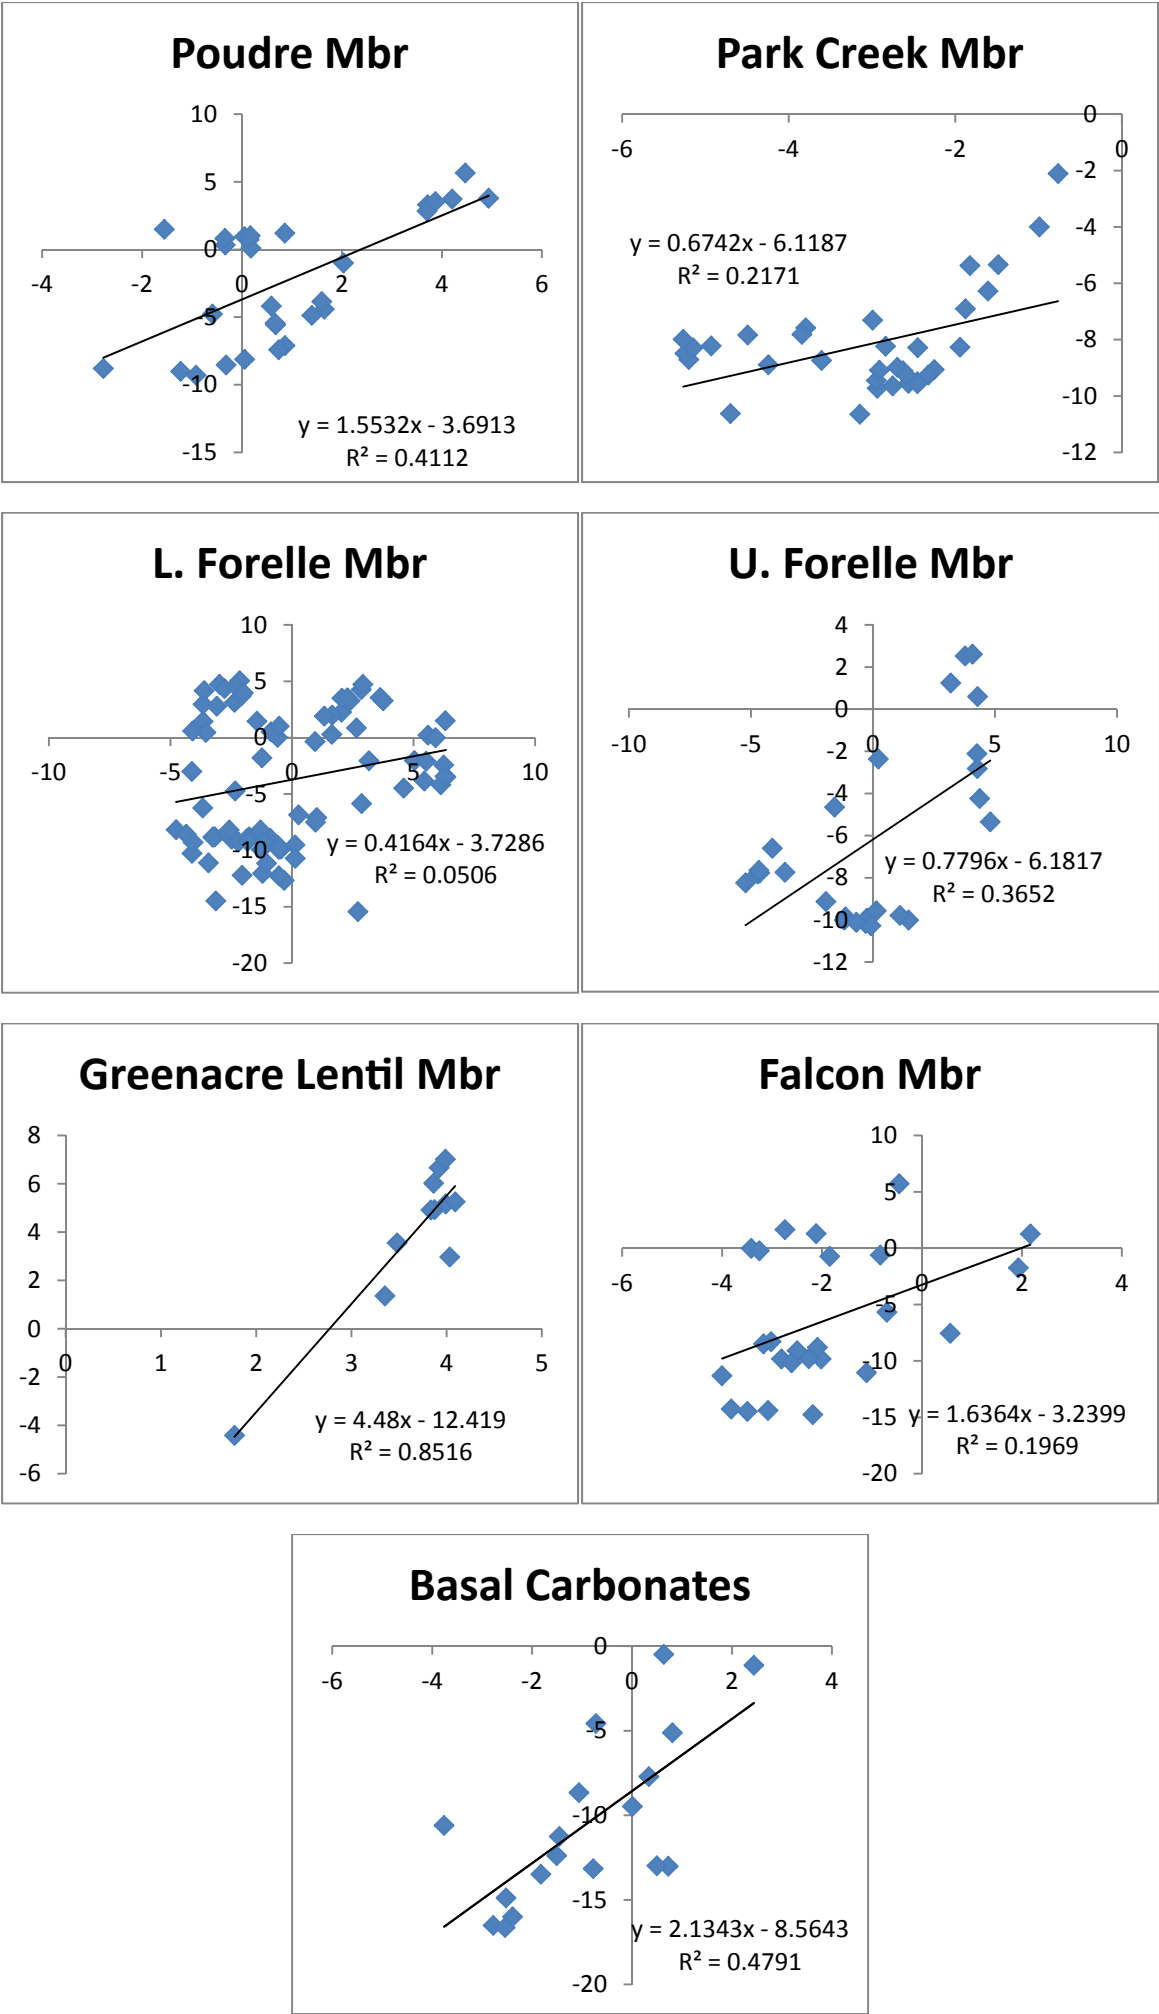 Poudre Mbr
10
5
0
-5
-10
-15
-4 -2 0 2 4 6
y = 1.5532x - 3.6913
R² = 0.4112
Park Creek Mbr
0
-6 -4 -2 0
-2
-4
-6
-8
-10
-12
y = 0.6742x - 6.1187
R² = 0.2171
L. Forelle Mbr
10
5
0
-5
-10
-15
-20
-10 -5 0 5 10
y = 0.4164x - 3.7286
R² = 0.0506
U. Forelle Mbr
4
2
0
-2
-4
-6
-8
-10
-12
-10 -5 0 5 10
y = 0.7796x - 6.1817
R² = 0.3652
Greenacre Lentil Mbr
8
6
4
2
0
-2
-4
-6
0 1 2 3 4 5
y = 4.48x - 12.419
R² = 0.8516
Falcon Mbr
10
5
0
-5
-10
-15
-20
-6 -4 -2 0 2 4
y = 1.6364x - 3.2399
R² = 0.1969
Basal Carbonates
0
-6 -4 -2 0 2 4
-5
-10
-15
-20
y = 2.1343x - 8.5643
R² = 0.4791